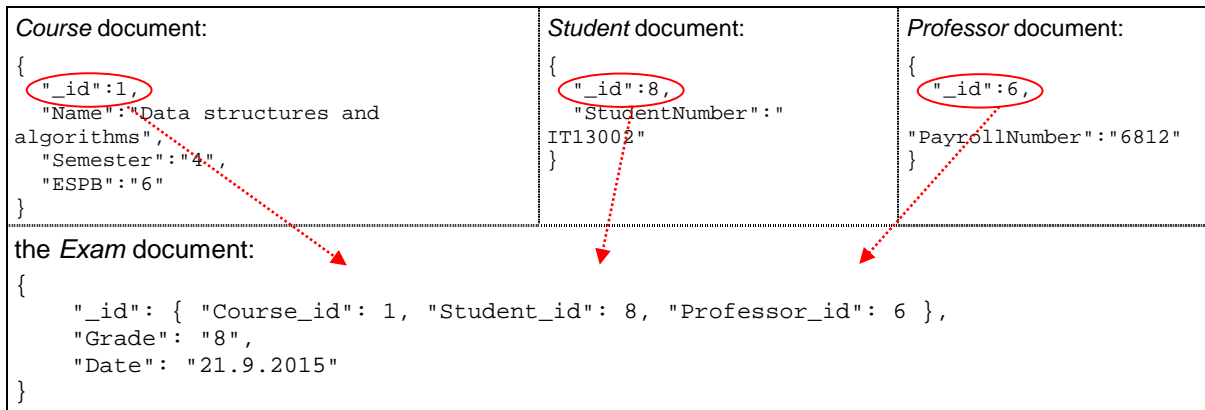 Course document:
{
"_id":1,
"Name":"Data structures and
algorithms",
"Semester":"4",
"ESPB":"6"
}
Student document:
{
"_id":8,
"StudentNumber":"
IT13002"
}
Professor document:
{
"_id":6,
"PayrollNumber":"6812"
}
the Exam document:
{
"_id": { "Course_id": 1, "Student_id": 8, "Professor_id": 6 },
"Grade": "8",
"Date": "21.9.2015"
}